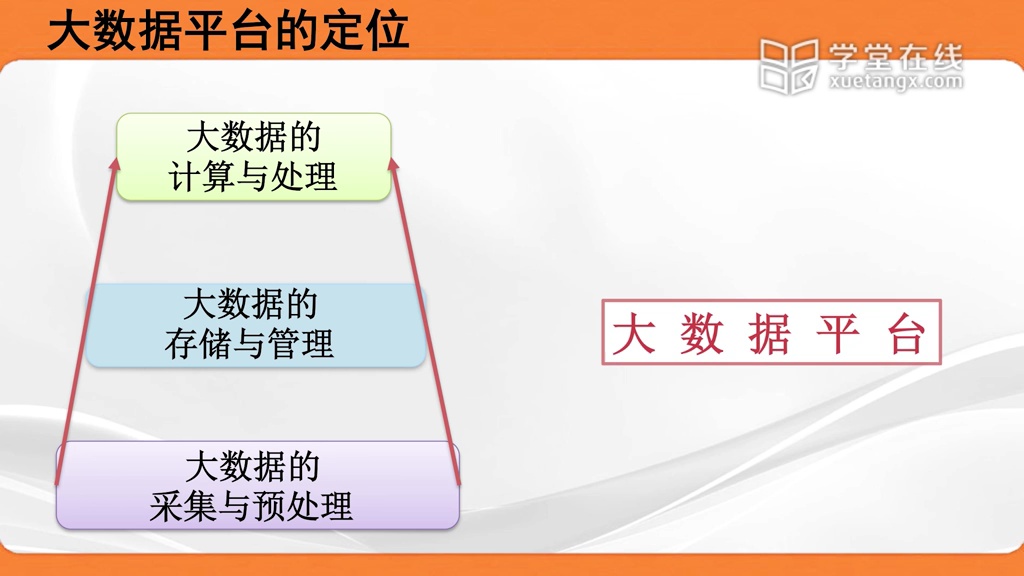 大数据平台的定位
学堂在线
xuetangx.com
大数据的
计算与处理
大数据的
存储与管理
大数据平台
大数据的
采集与预处理